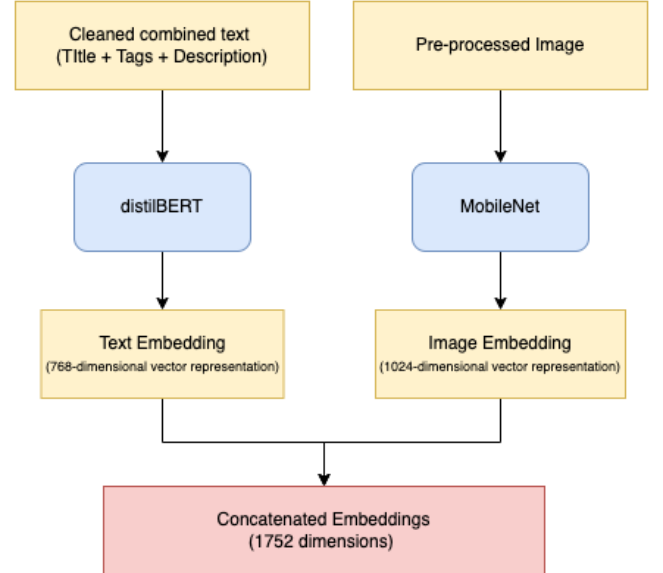 Cleaned combined text
(TItle + Tags + Description)
Pre-processed Image
distilBERT
MobileNet
Text Embedding
(768-dimensional vector representation)
Image Embedding
(1024-dimensional vector representation)
Concatenated Embeddings
(1752 dimensions)